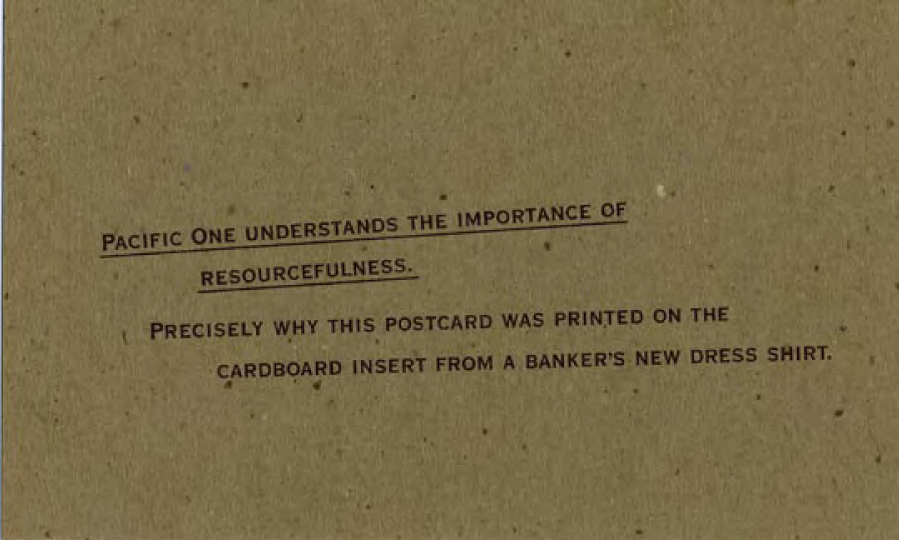 PACIFIC ONE UNDERSTANDS THE IMPORTANCE OF
RESOURCEFULNESS.
PRECISELY WHY THIS POSTCARD WAS PRINTED ON THE
CARDBOARD INSERT FROM A BANKER'S NEW DRESS SHIRT.